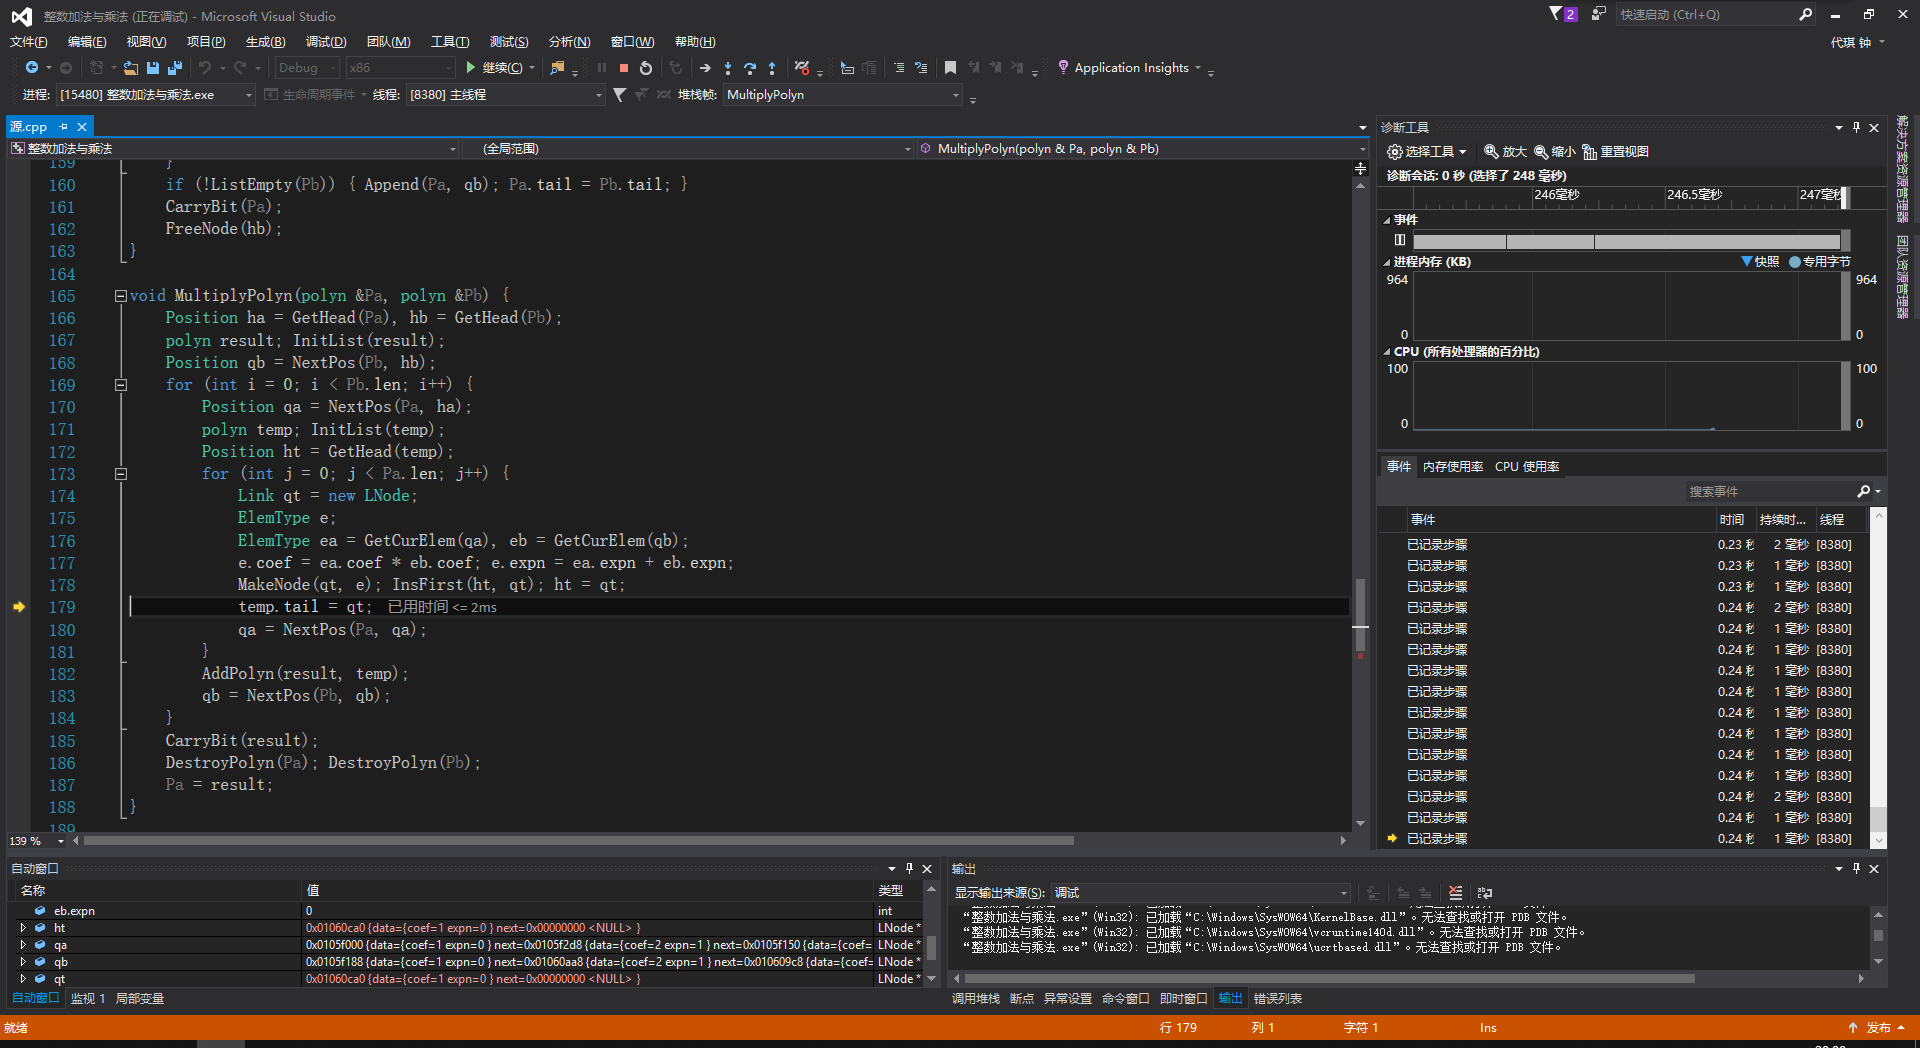 整数加法与乘法 (正在调试) - Microsoft Visual Studio
2
快速启动 (Ctrl+Q)
文件(F) 编辑(E) 视图(V) 项目(P) 生成(B) 调试(D) 团队(M) 工具(T) 测试(S) 分析(N) 窗口(W) 帮助(H)
代琪 钟
Debug x86 继续(C) Application Insights
进程: [15480] 整数加法与乘法.exe 生命周期事件 线程: [8380] 主线程 堆栈帧: MultiplyPolyn
源.cpp
整数加法与乘法 (全局范围) MultiplyPolyn(polyn & Pa, polyn & Pb)
159 }
160 if (!ListEmpty(Pb)) { Append(Pa, qb); Pa.tail = Pb.tail; }
161 CarryBit(Pa);
162 FreeNode(hb);
163 }
164
165 void MultiplyPolyn(polyn &Pa, polyn &Pb) {
166 Position ha = GetHead(Pa), hb = GetHead(Pb);
167 polyn result; InitList(result);
168 Position qb = NextPos(Pb, hb);
169 for (int i = 0; i < Pb.len; i++) {
170 Position qa = NextPos(Pa, ha);
171 polyn temp; InitList(temp);
172 Position ht = GetHead(temp);
173 for (int j = 0; j < Pa.len; j++) {
174 Link qt = new LNode;
175 ElemType e;
176 ElemType ea = GetCurElem(qa), eb = GetCurElem(qb);
177 e.coef = ea.coef * eb.coef; e.expn = ea.expn + eb.expn;
178 MakeNode(qt, e); InsFirst(ht, qt); ht = qt;
179 temp.tail = qt; 已用时间 <= 2ms
180 qa = NextPos(Pa, qa);
181 }
182 AddPolyn(result, temp);
183 qb = NextPos(Pb, qb);
184 }
185 CarryBit(result);
186 DestroyPolyn(Pa); DestroyPolyn(Pb);
187 Pa = result;
188 }
189
139 %
诊断工具
选择工具 放大 缩小 重置视图
诊断会话: 0 秒 (选择了 248 毫秒)
246毫秒 246.5毫秒 247毫秒
事件
进程内存 (KB) 快照 专用字节
964 964
0 0
CPU (所有处理器的百分比)
100 100
0 0
事件 内存使用率 CPU 使用率
搜索事件
事件 时间 持续时... 线程
已记录步骤 0.23 秒 2 毫秒 [8380]
已记录步骤 0.23 秒 1 毫秒 [8380]
已记录步骤 0.23 秒 1 毫秒 [8380]
已记录步骤 0.24 秒 2 毫秒 [8380]
已记录步骤 0.24 秒 1 毫秒 [8380]
已记录步骤 0.24 秒 1 毫秒 [8380]
已记录步骤 0.24 秒 1 毫秒 [8380]
已记录步骤 0.24 秒 1 毫秒 [8380]
已记录步骤 0.24 秒 1 毫秒 [8380]
已记录步骤 0.24 秒 1 毫秒 [8380]
已记录步骤 0.24 秒 1 毫秒 [8380]
已记录步骤 0.24 秒 1 毫秒 [8380]
已记录步骤 0.24 秒 2 毫秒 [8380]
已记录步骤 0.24 秒 1 毫秒 [8380]
已记录步骤 0.24 秒 1 毫秒 [8380]
解决方案资源管理器
团队资源管理器
自动窗口
名称 值 类型
eb.expn 0 int
ht 0x01060ca0 {data={coef=1 expn=0 } next=0x00000000 <NULL> } LNode *
qa 0x0105f000 {data={coef=1 expn=0 } next=0x0105f2d8 {data={coef=2 expn=1 } next=0x0105f150 {data={coef= LNode *
qb 0x0105f188 {data={coef=1 expn=0 } next=0x01060aa8 {data={coef=2 expn=1 } next=0x010609c8 {data={coef= LNode *
qt 0x01060ca0 {data={coef=1 expn=0 } next=0x00000000 <NULL> } LNode *
自动窗口 监视 1 局部变量
输出
显示输出来源(S): 调试
“整数加法与乘法.exe”(Win32): 已加载“C:\Windows\SysWOW64\KernelBase.dll”。无法查找或打开 PDB 文件。
“整数加法与乘法.exe”(Win32): 已加载“C:\Windows\SysWOW64\vcruntime140d.dll”。无法查找或打开 PDB 文件。
“整数加法与乘法.exe”(Win32): 已加载“C:\Windows\SysWOW64\ucrtbased.dll”。无法查找或打开 PDB 文件。
调用堆栈 断点 异常设置 命令窗口 即时窗口 输出 错误列表
就绪 行 179 列 1 字符 1 Ins 发布